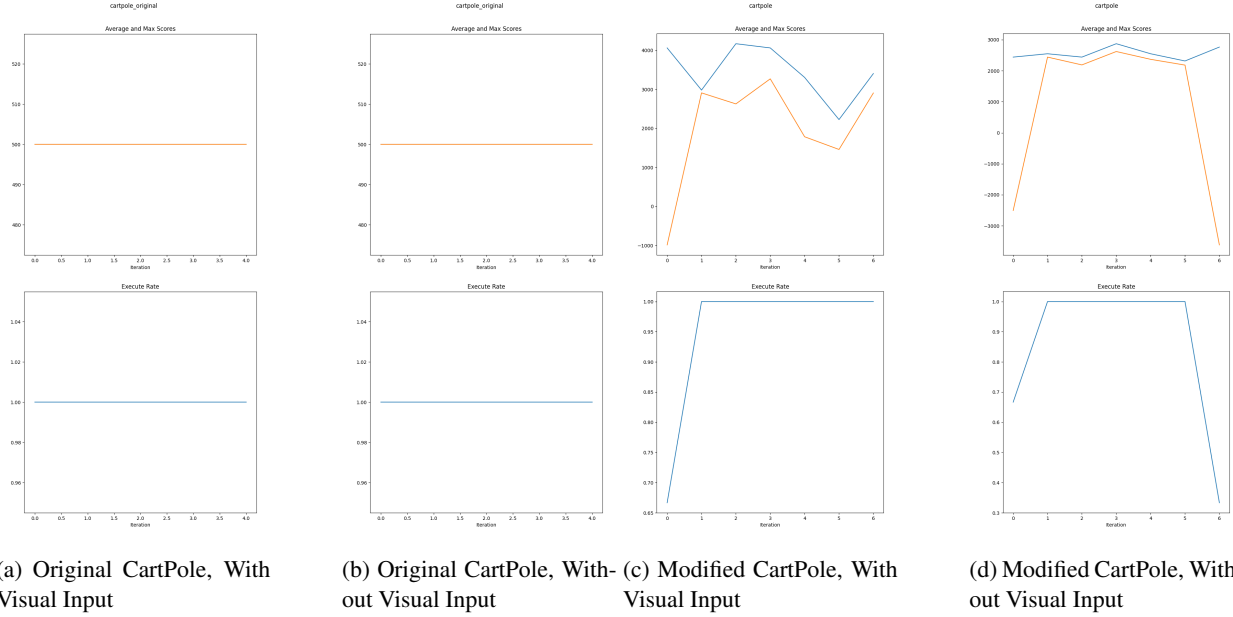 cartpole_original
Average and Max Scores
520
510
500
490
480
0.0 0.5 1.0 1.5 2.0 2.5 3.0 3.5 4.0
Iteration
Execute Rate
1.04
1.02
1.00
0.98
0.96
0.0 0.5 1.0 1.5 2.0 2.5 3.0 3.5 4.0
Iteration
(a) Original CartPole, With
Visual Input
cartpole_original
Average and Max Scores
520
510
500
490
480
0.0 0.5 1.0 1.5 2.0 2.5 3.0 3.5 4.0
Iteration
Execute Rate
1.04
1.02
1.00
0.98
0.96
0.0 0.5 1.0 1.5 2.0 2.5 3.0 3.5 4.0
Iteration
(b) Original CartPole, With-
out Visual Input
cartpole
Average and Max Scores
4000
3000
2000
1000
0
−1000
0 1 2 3 4 5 6
Iteration
Execute Rate
1.00
0.95
0.90
0.85
0.80
0.75
0.70
0.65
0 1 2 3 4 5 6
Iteration
(c) Modified CartPole, With
Visual Input
cartpole
Average and Max Scores
3000
2000
1000
0
−1000
−2000
−3000
0 1 2 3 4 5 6
Iteration
Execute Rate
1.0
0.9
0.8
0.7
0.6
0.5
0.4
0.3
0 1 2 3 4 5 6
Iteration
(d) Modified CartPole, With
out Visual Input